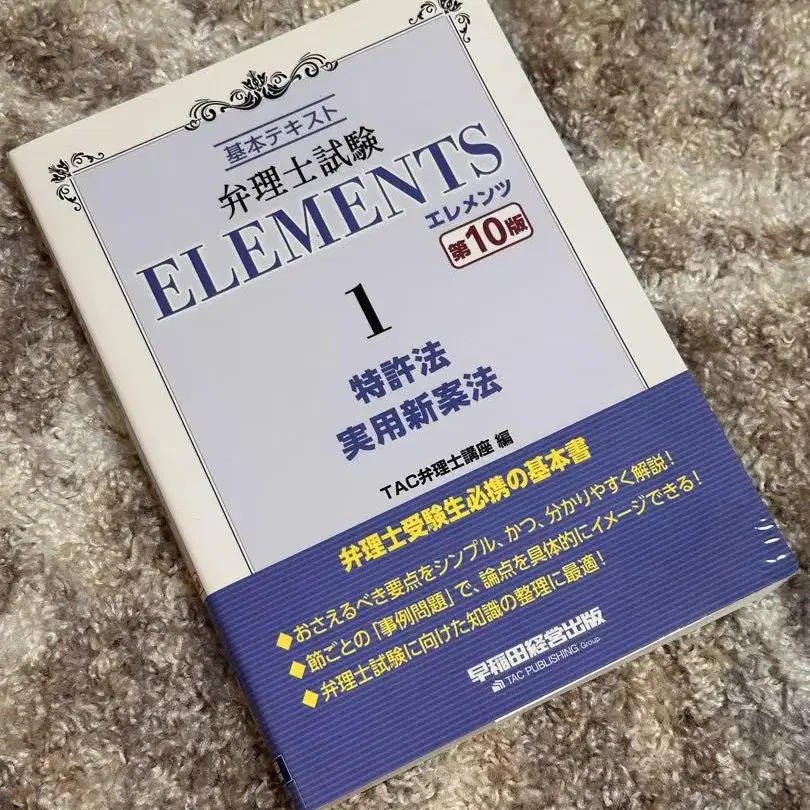 基本テキスト
弁理士試験
ELEMENTS
エレメンツ
第10版
1
特許法
実用新案法
TAC弁理士講座 編
弁理士受験生必携の基本書
◆おさえるべき要点をシンプル、かつ、分かりやすく解説！
◆節ごとの「事例問題」で、論点を具体的にイメージできる！
◆弁理士試験に向けた知識の整理に最適！
早稲田経営出版
TAC PUBLISHING Group